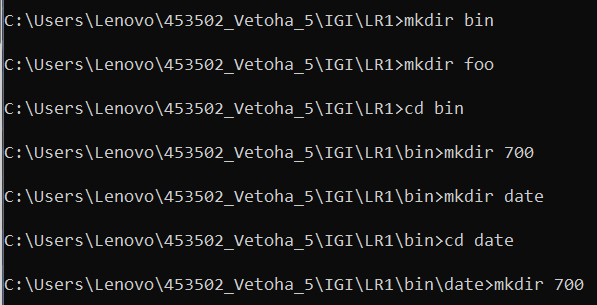 C:\Users\Lenovo\453502_Vetoha_5\IGI\LR1>mkdir bin
C:\Users\Lenovo\453502_Vetoha_5\IGI\LR1>mkdir foo
C:\Users\Lenovo\453502_Vetoha_5\IGI\LR1>cd bin
C:\Users\Lenovo\453502_Vetoha_5\IGI\LR1\bin>mkdir 700
C:\Users\Lenovo\453502_Vetoha_5\IGI\LR1\bin>mkdir date
C:\Users\Lenovo\453502_Vetoha_5\IGI\LR1\bin>cd date
C:\Users\Lenovo\453502_Vetoha_5\IGI\LR1\bin\date>mkdir 700